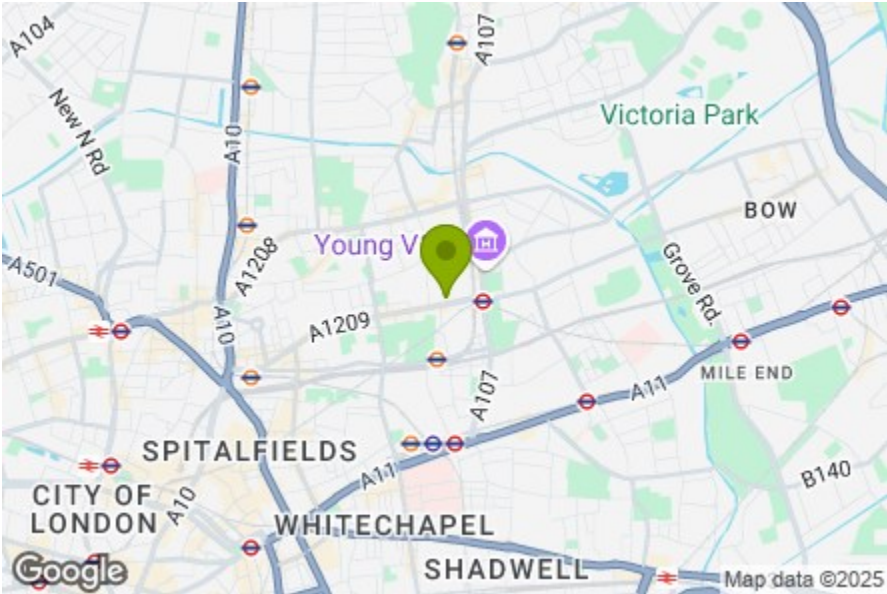 A104
A107
New N Rd
A10
Victoria Park
BOW
Young V
A1208
A501
Grove Rd.
A10
A1209
MILE END
A107
A11
SPITALFIELDS
A11
B140
CITY OF
LONDON
A10
WHITECHAPEL
SHADWELL
Google
Map data ©2025